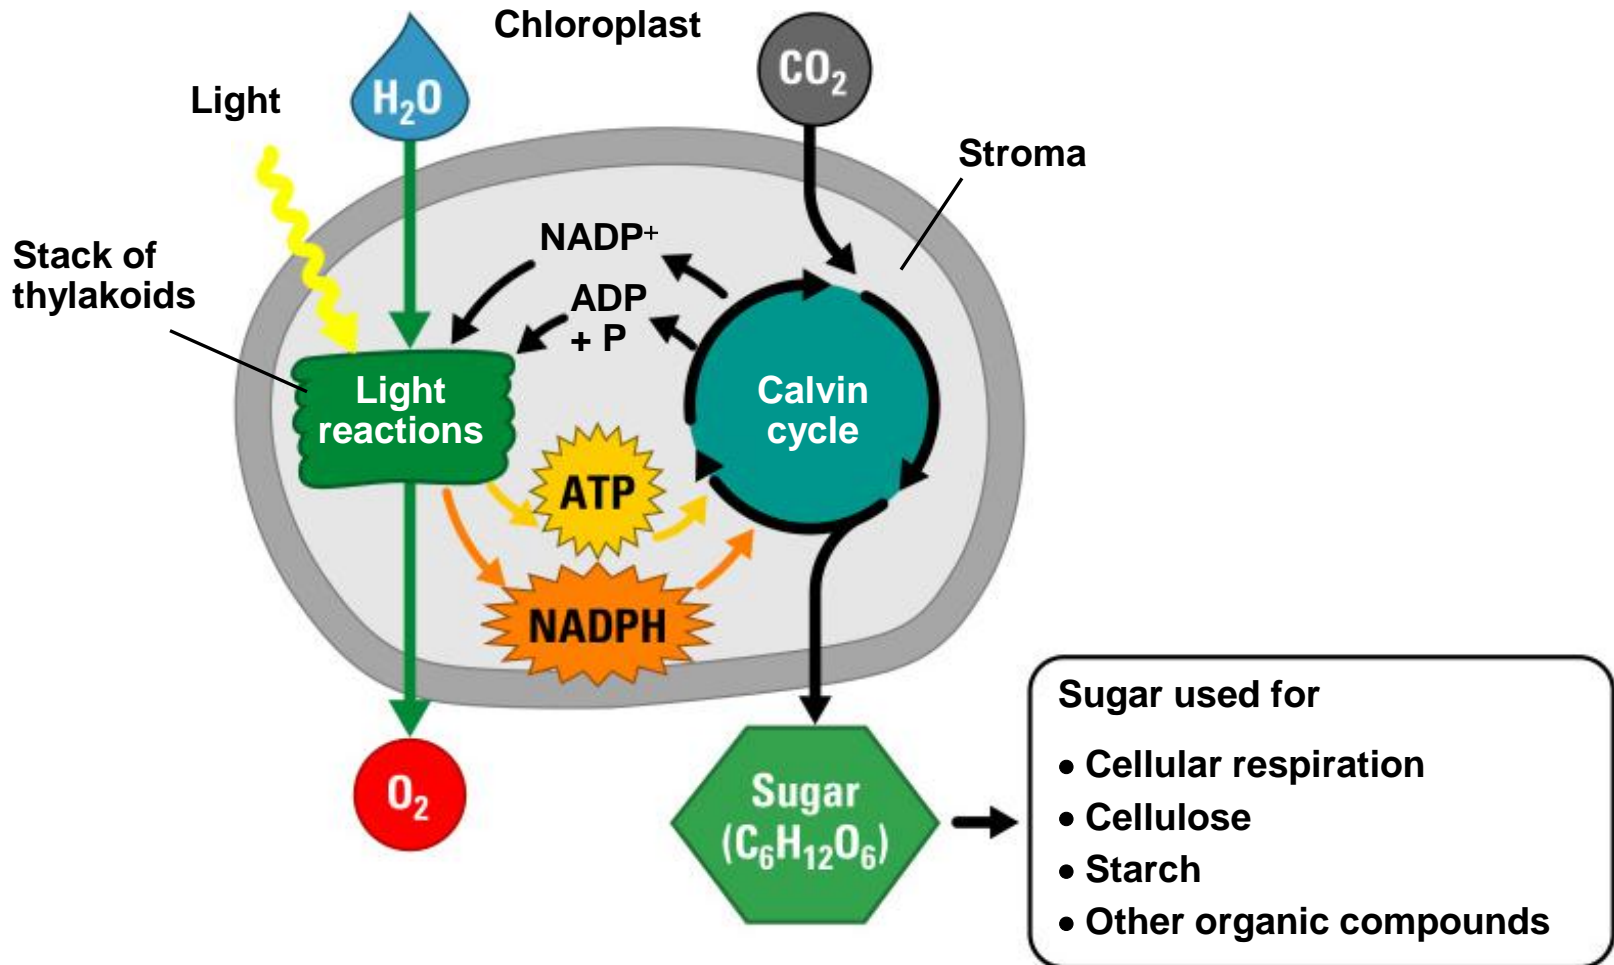 Chloroplast
H₂O
CO₂
Light
Stroma
NADP⁺
Stack of
thylakoids
ADP
+ P
Light
reactions
Calvin
cycle
ATP
NADPH
O₂
Sugar
(C₆H₁₂O₆)
Sugar used for
• Cellular respiration
• Cellulose
• Starch
• Other organic compounds